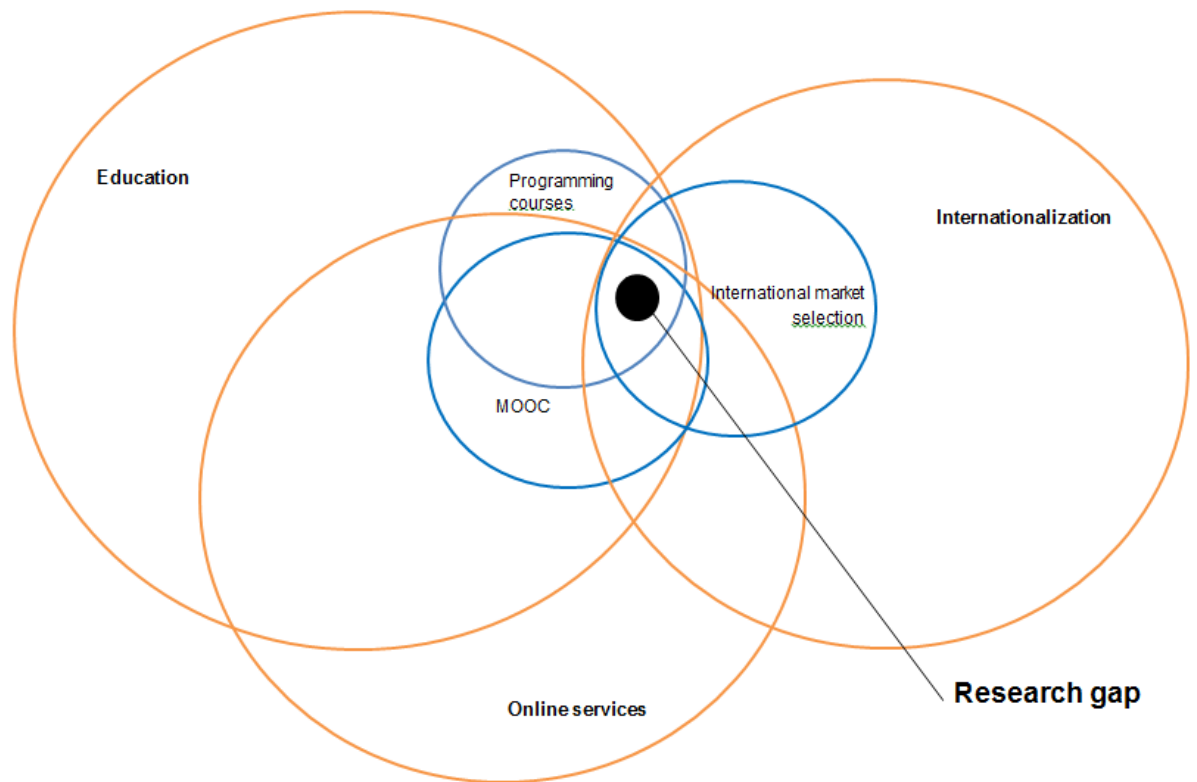 Programming
courses
Education
Internationalization
International market
selection
MOOC
Research gap
Online services